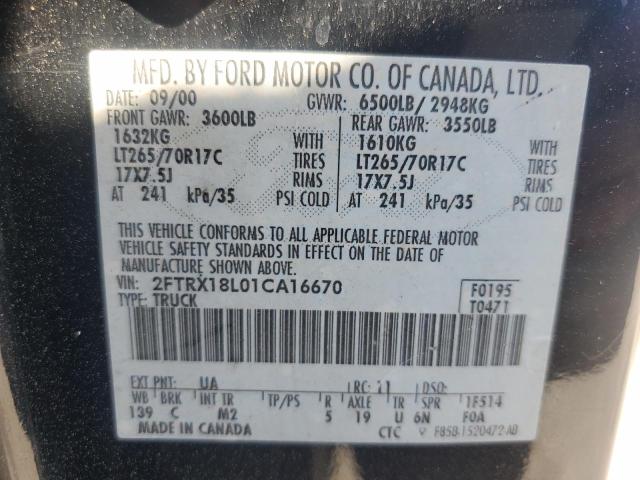 MFD. BY FORD MOTOR CO. OF CANADA, LTD.
DATE: 09/00 GVWR: 6500LB/ 2948KG
FRONT GAWR: 3600LB REAR GAWR: 3550LB
1632KG WITH 1610KG WITH
LT265/70R17C TIRES LT265/70R17C TIRES
17X7.5J RIMS 17X7.5J RIMS
AT 241 kPa/35 PSI COLD AT 241 kPa/35 PSI COLD
THIS VEHICLE CONFORMS TO ALL APPLICABLE FEDERAL MOTOR
VEHICLE SAFETY STANDARDS IN EFFECT ON THE DATE OF
MANUFACTURE SHOWN ABOVE.
VIN: 2FTRX18L01CA16670 F0195
TYPE: TRUCK T0471
EXT PNT: UA RC: 11 DSO:
WB BRK INT TR TP/PS R AXLE TR SPR 1F514
139 C M2 5 19 U 6N F0A
MADE IN CANADA CTC F85B-1520472-AB